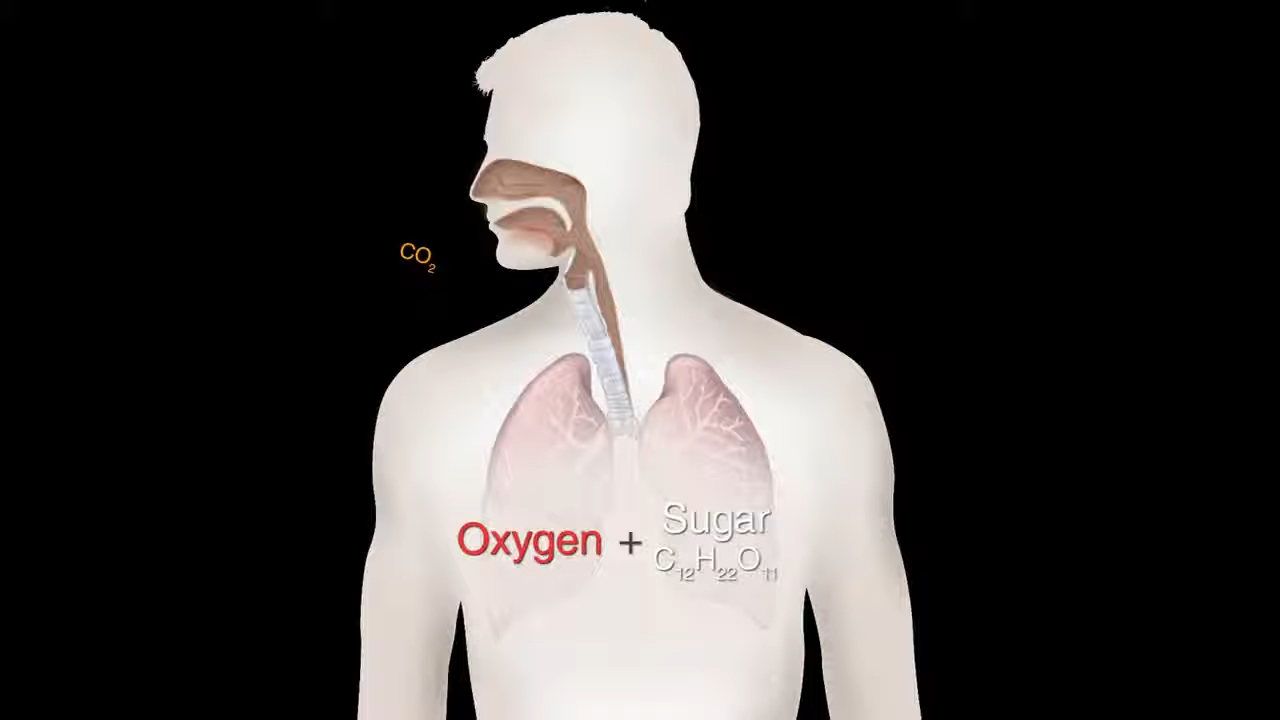 CO₂
Oxygen + Sugar
C₁₂H₂₂O₁₁